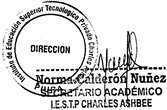 Instituto de Educación Superior Tecnológico Privado Charles
DIRECCION
Norma Calderón Nuñez
SECRETARIO ACADÉMICO
I.E.S.T.P CHARLES ASHBEE